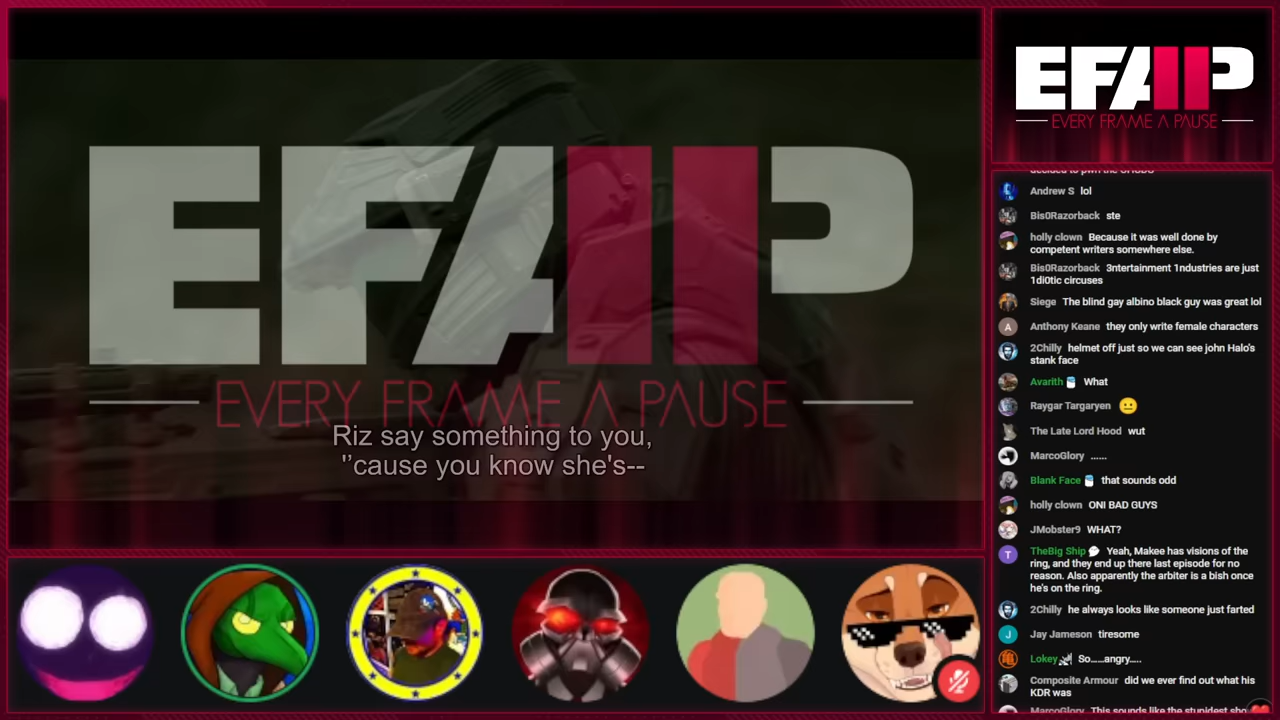 EFAP
EVERY FRAME A PAUSE
Riz say something to you,
"cause you know she's--
EFAP
EVERY FRAME A PAUSE
Andrew S lol
Bis0Razorback ste
holly clown Because it was well done by
competent writers somewhere else.
Bis0Razorback 3ntertainment 1ndustries are just
1di0tic circuses
Siege The blind gay albino black guy was great lol
A
Anthony Keane they only write female characters
2Chilly helmet off just so we can see john Halo's
stank face
Avarith What
Raygar Targaryen
The Late Lord Hood wut
MarcoGlory ......
Blank Face that sounds odd
holly clown ONI BAD GUYS
JMobster9 WHAT?
T
TheBig Ship Yeah, Makee has visions of the
ring, and they end up there last episode for no
reason. Also apparently the arbiter is a bish once
he's on the ring.
2Chilly he always looks like someone just farted
J
Jay Jameson tiresome
Lokey So.....angry.....
Composite Armour did we ever find out what his
KDR was
MarcoGlory This sounds like the stupidest